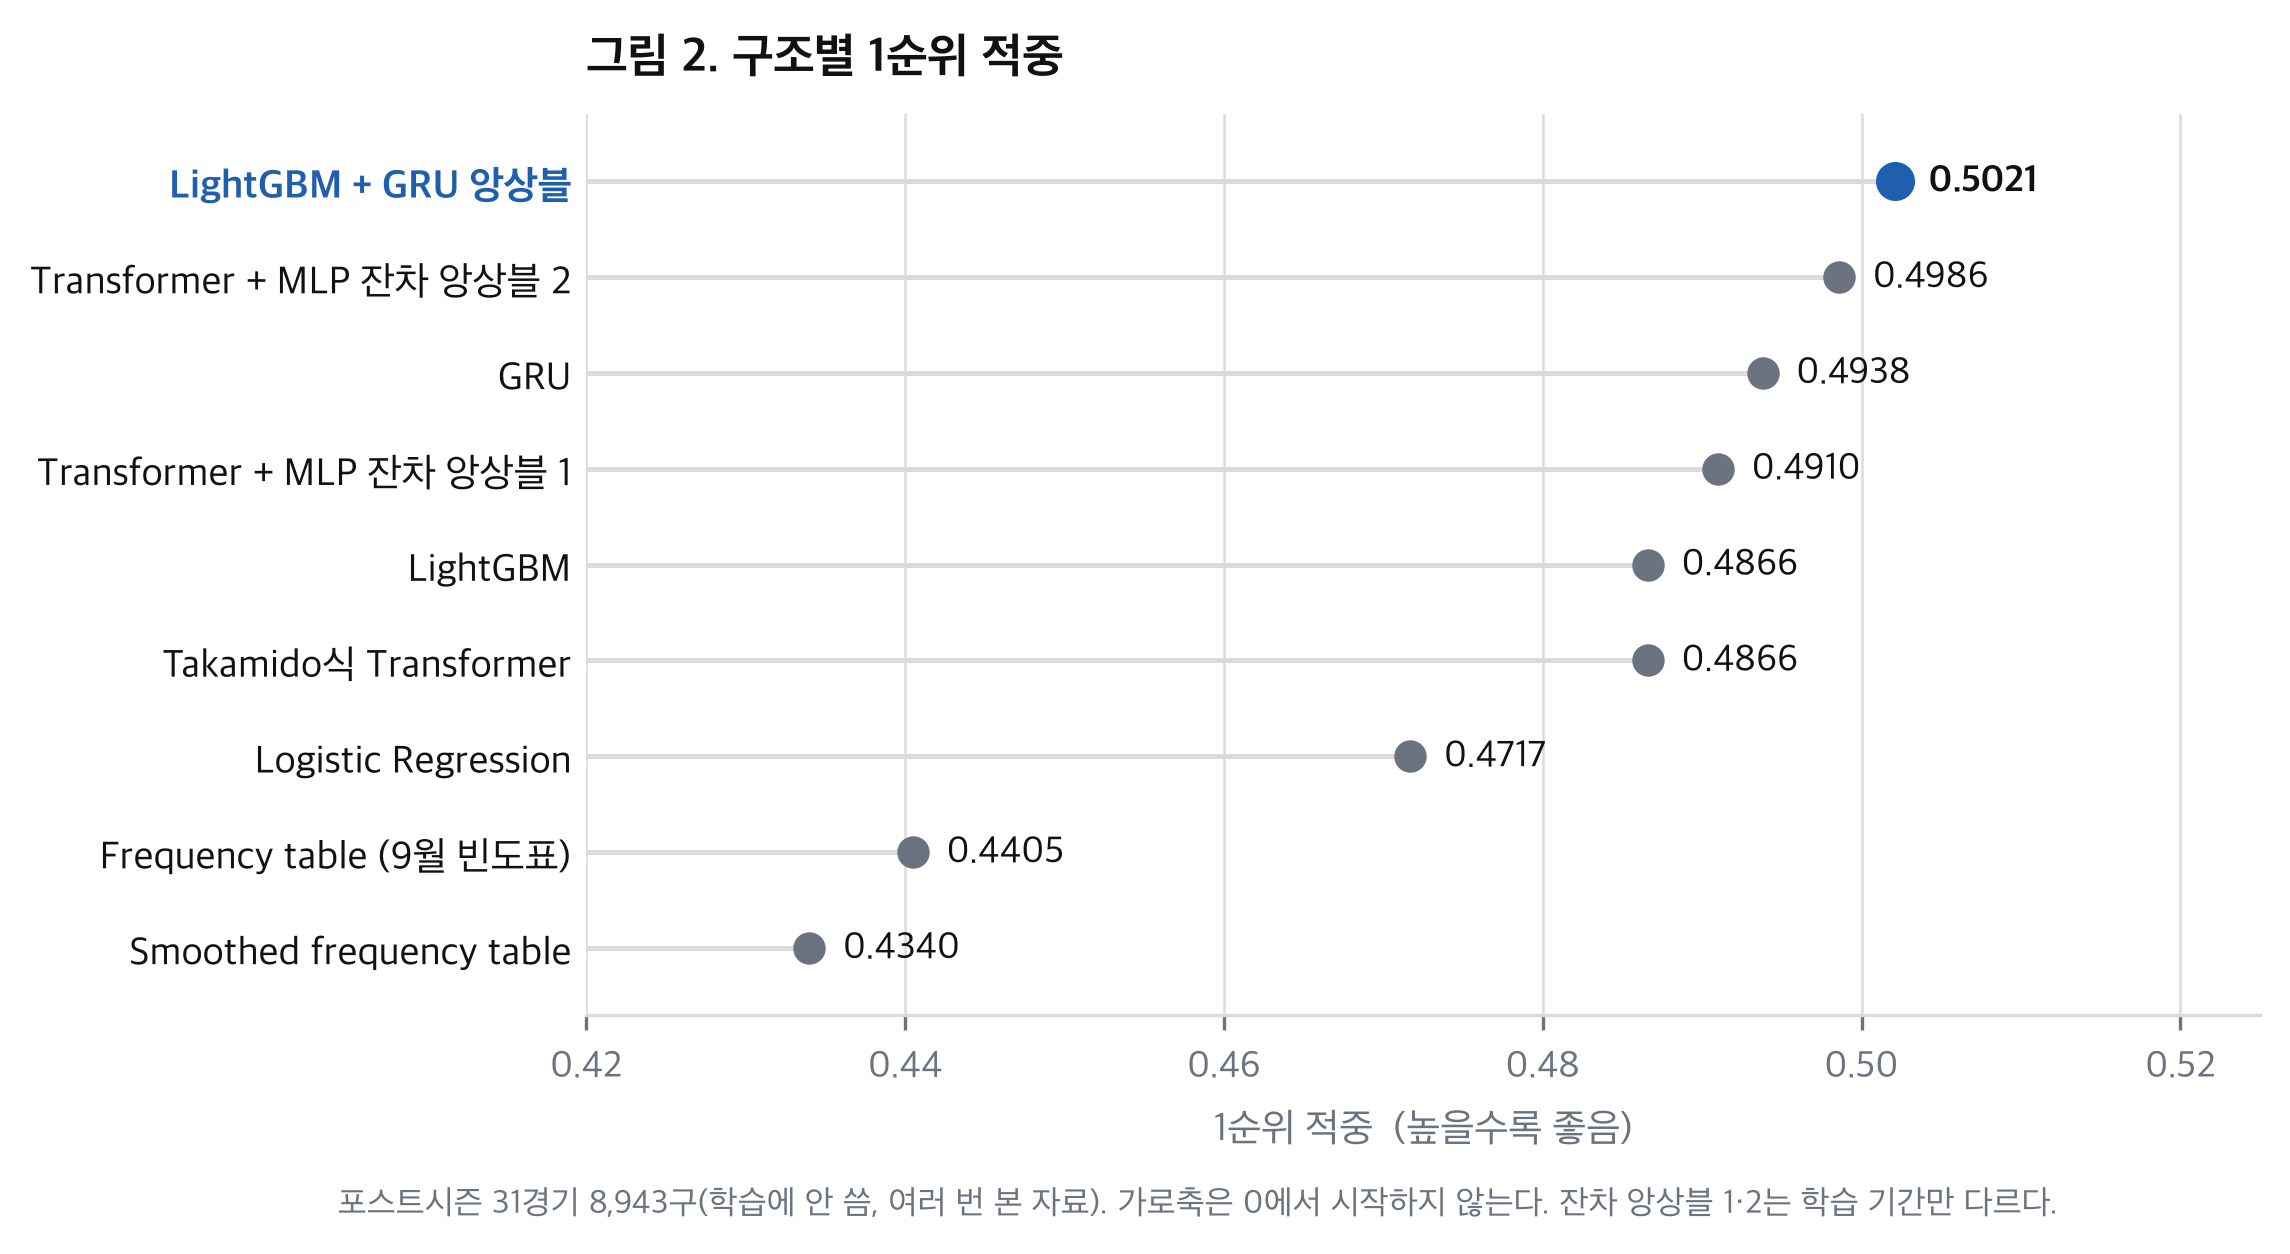 그림 2. 구조별 1순위 적중
LightGBM + GRU 앙상블 0.5021
Transformer + MLP 잔차 앙상블 2 0.4986
GRU 0.4938
Transformer + MLP 잔차 앙상블 1 0.4910
LightGBM 0.4866
Takamido식 Transformer 0.4866
Logistic Regression 0.4717
Frequency table (9월 빈도표) 0.4405
Smoothed frequency table 0.4340
0.42 0.44 0.46 0.48 0.50 0.52
1순위 적중 (높을수록 좋음)
포스트시즌 31경기 8,943구(학습에 안 씀, 여러 번 본 자료). 가로축은 0에서 시작하지 않는다. 잔차 앙상블 1·2는 학습 기간만 다르다.